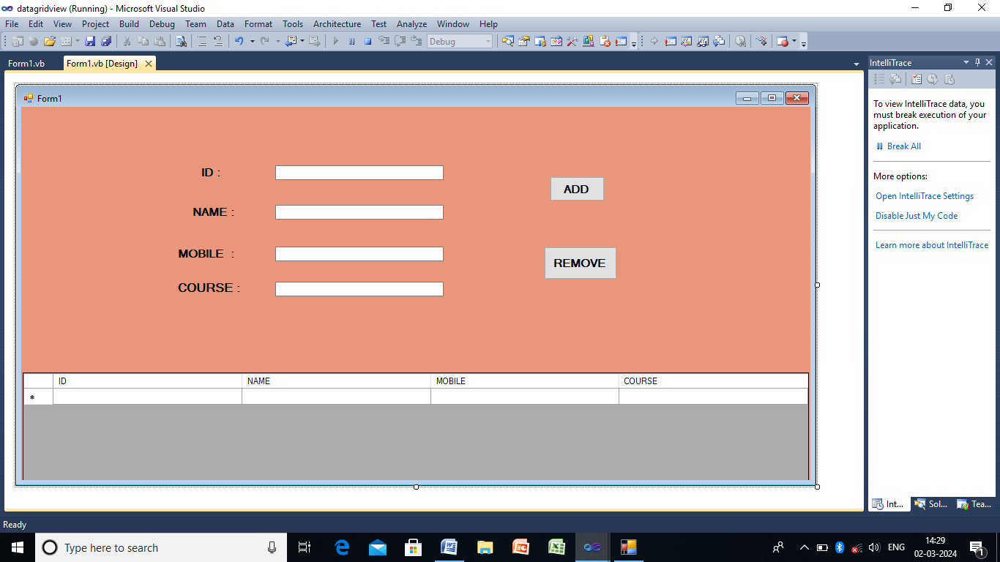 datagridview (Running) - Microsoft Visual Studio
File Edit View Project Build Debug Team Data Format Tools Architecture Test Analyze Window Help
Debug
Form1.vb Form1.vb [Design]
IntelliTrace
Form1
To view IntelliTrace data, you
must break execution of your
application.
Break All
More options:
Open IntelliTrace Settings
Disable Just My Code
Learn more about IntelliTrace
ID :
ADD
NAME :
MOBILE :
REMOVE
COURSE :
ID NAME MOBILE COURSE
Int... Sol... Tea...
Ready
Type here to search
ENG
14:29
02-03-2024
1